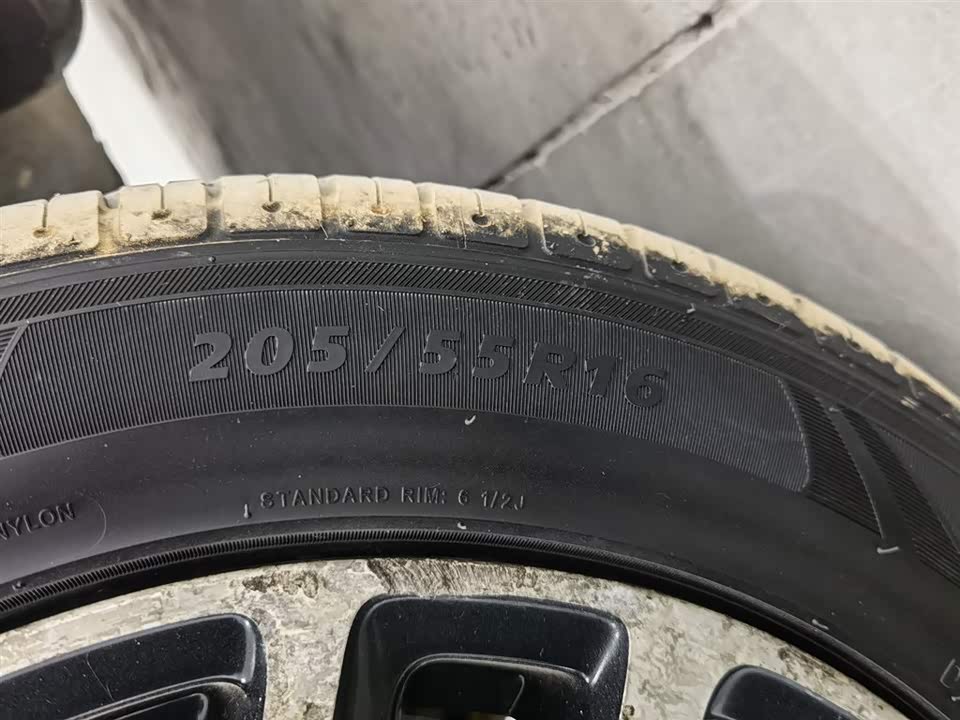 205/55R16
STANDARD RIM: 6 1/2J
NYLON